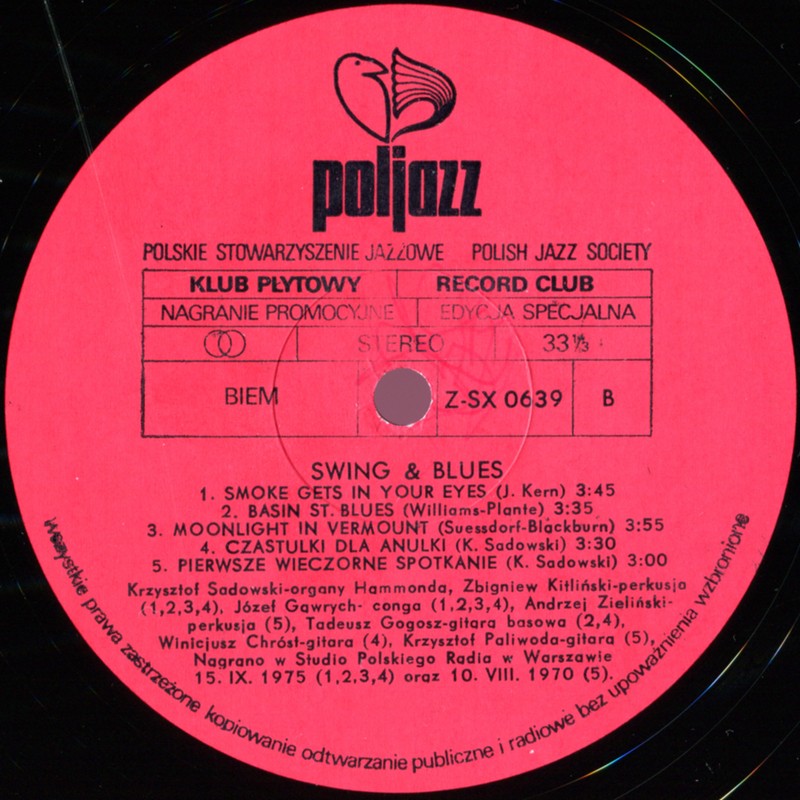 poljazz
POLSKIE STOWARZYSZENIE JAZZOWE POLISH JAZZ SOCIETY
KLUB PŁYTOWY RECORD CLUB
NAGRANIE PROMOCYJNE EDYCJA SPECJALNA
STEREO 33 1/3
BIEM Z-SX 0639 B
SWING & BLUES
1. SMOKE GETS IN YOUR EYES (J. Kern) 3:45
2. BASIN ST. BLUES (Williams-Plante) 3:35
3. MOONLIGHT IN VERMOUNT (Suessdorf-Blackburn) 3:55
4. CZASTULKI DLA ANULKI (K. Sadowski) 3:30
5. PIERWSZE WIECZORNE SPOTKANIE (K. Sadowski) 3:00
Krzysztof Sadowski-organy Hammonda, Zbigniew Kitliński-perkusja
(1,2,3,4), Józef Gawrych- conga (1,2,3,4), Andrzej Zieliński-
perkusja (5), Tadeusz Gogosz-gitara basowa (2,4),
Winicjusz Chróst-gitara (4), Krzysztof Paliwoda-gitara (5),
Nagrano w Studio Polskiego Radia w Warszawie
15. IX. 1975 (1,2,3,4) oraz 10. VIII. 1970 (5).
Wszystkie prawa zastrzeżone kopiowanie odtwarzanie publiczne i radiowe bez upoważnienia wzbronione